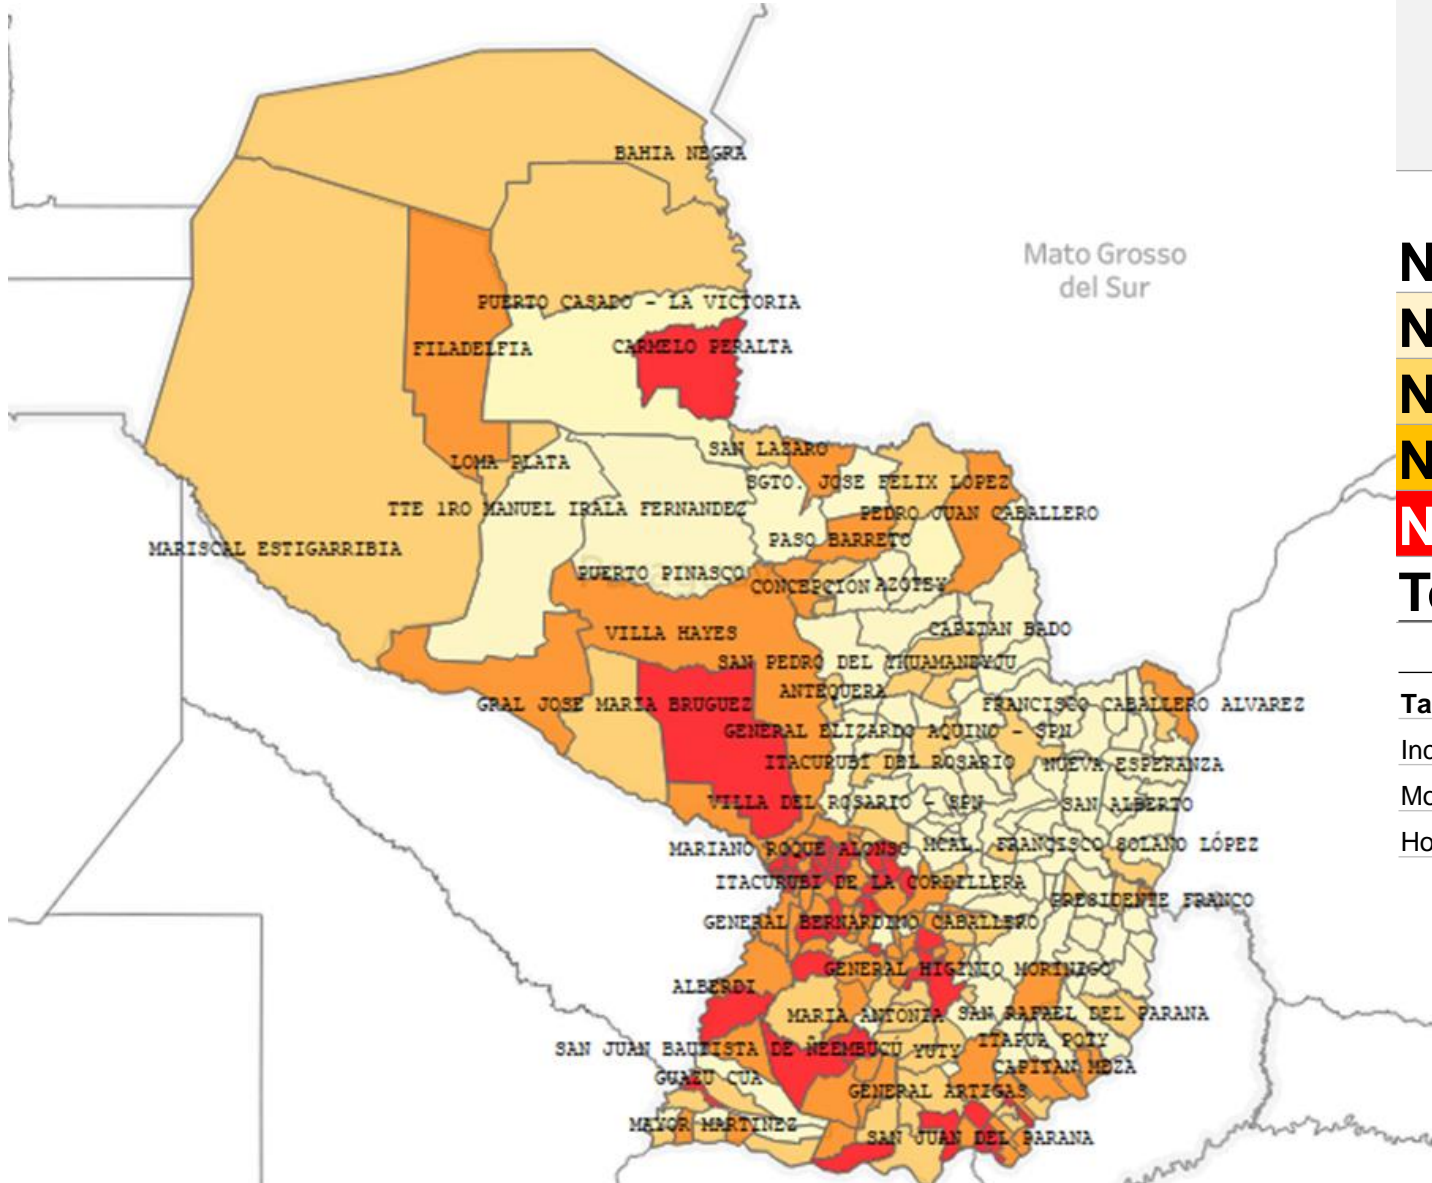 BAHIA NEGRA
Mato Grosso
del Sur
PUERTO CASADO - LA VICTORIA
FILADELFIA
CARMELO PERALTA
SAN LAZARO
LOMA PLATA
SGTO. JOSE FELIX LOPEZ
TTE 1RO MANUEL IRALA FERNANDEZ
PEDRO JUAN CABALLERO
PASO BARRETO
MARISCAL ESTIGARRIBIA
PUERTO PINASCO
CONCEPCION
AZOTEY
VILLA HAYES
CAPITAN BADO
SAN PEDRO DEL YKUAMANDYJU
ANTEQUERA
GRAL JOSE MARIA BRUGUEZ
FRANCISCO CABALLERO ALVAREZ
GENERAL ELIZARDO AQUINO - SPN
ITACURUBÍ DEL ROSARIO
NUEVA ESPERANZA
VILLA DEL ROSARIO - SPN
SAN ALBERTO
MARIANO ROQUE ALONSO
MCAL. FRANCISCO SOLANO LÓPEZ
ITACURUBI DE LA CORDILLERA
PRESIDENTE FRANCO
GENERAL BERNARDINO CABALLERO
GENERAL HIGINIO MORINIGO
ALBERDI
MARIA ANTONIA
SAN RAFAEL DEL PARANA
ITAPUA POTY
SAN JUAN BAUTISTA DE ÑEEMBUCÚ
YUTY
CAPITAN MEZA
GUAZU CUA
GENERAL ARTIGAS
MAYOR MARTINEZ
SAN JUAN DEL PARANA
N
N
N
N
N
Ta
Mo
Ho